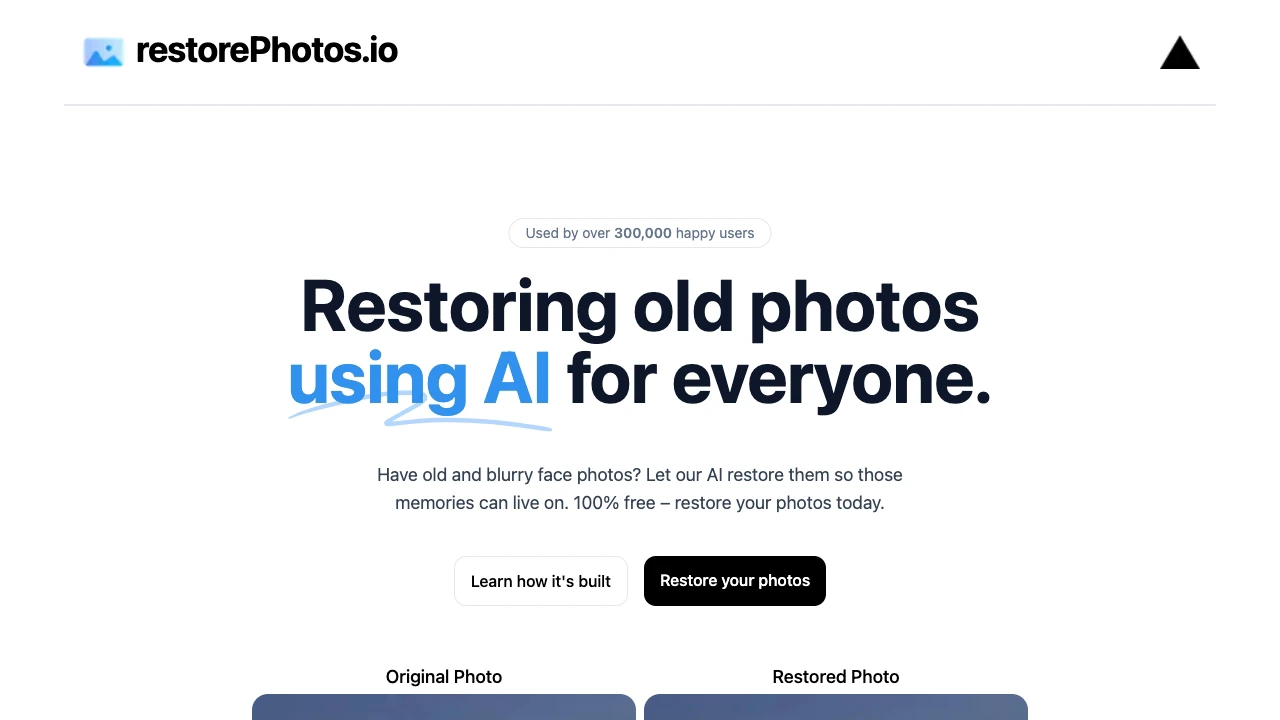 restorePhotos.io
Used by over 300,000 happy users
Restoring old photos
using AI for everyone.
Have old and blurry face photos? Let our AI restore them so those
memories can live on. 100% free – restore your photos today.
Learn how it's built
Restore your photos
Original Photo
Restored Photo